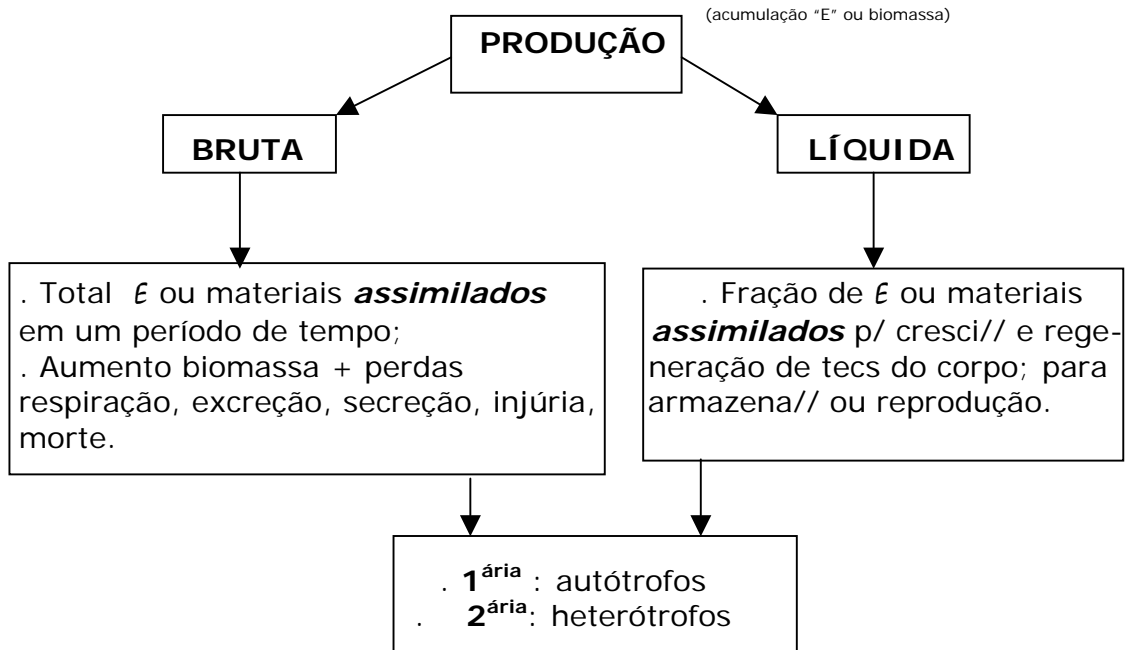 (acumulação "E" ou biomassa)
PRODUÇÃO
BRUTA
LÍQUIDA
. Total E ou materiais assimilados
em um período de tempo;
. Aumento biomassa + perdas
respiração, excreção, secreção, injúria,
morte.
. Fração de E ou materiais
assimilados p/ cresci// e rege-
neração de tecs do corpo; para
armazena// ou reprodução.
. 1ária : autótrofos
. 2ária: heterótrofos